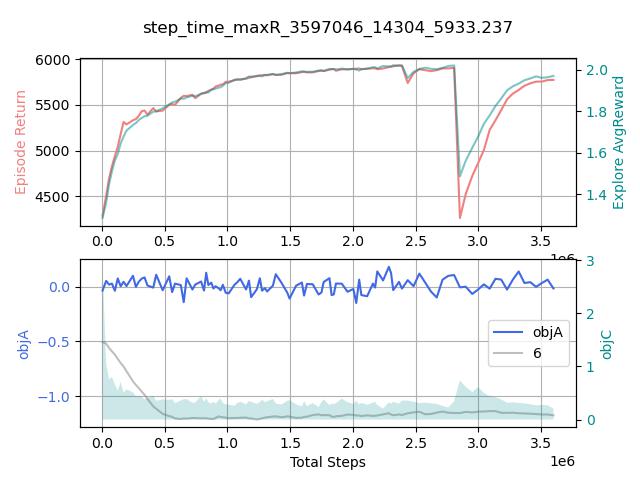 step_time_maxR_3597046_14304_5933.237
6000
5500
5000
4500
Episode Return
2.0
1.8
1.6
1.4
Explore AvgReward
0.0 0.5 1.0 1.5 2.0 2.5 3.0 3.5
1e6
0.0
−0.5
−1.0
objA
3
2
1
0
objC
objA
6
0.0 0.5 1.0 1.5 2.0 2.5 3.0 3.5
Total Steps
1e6